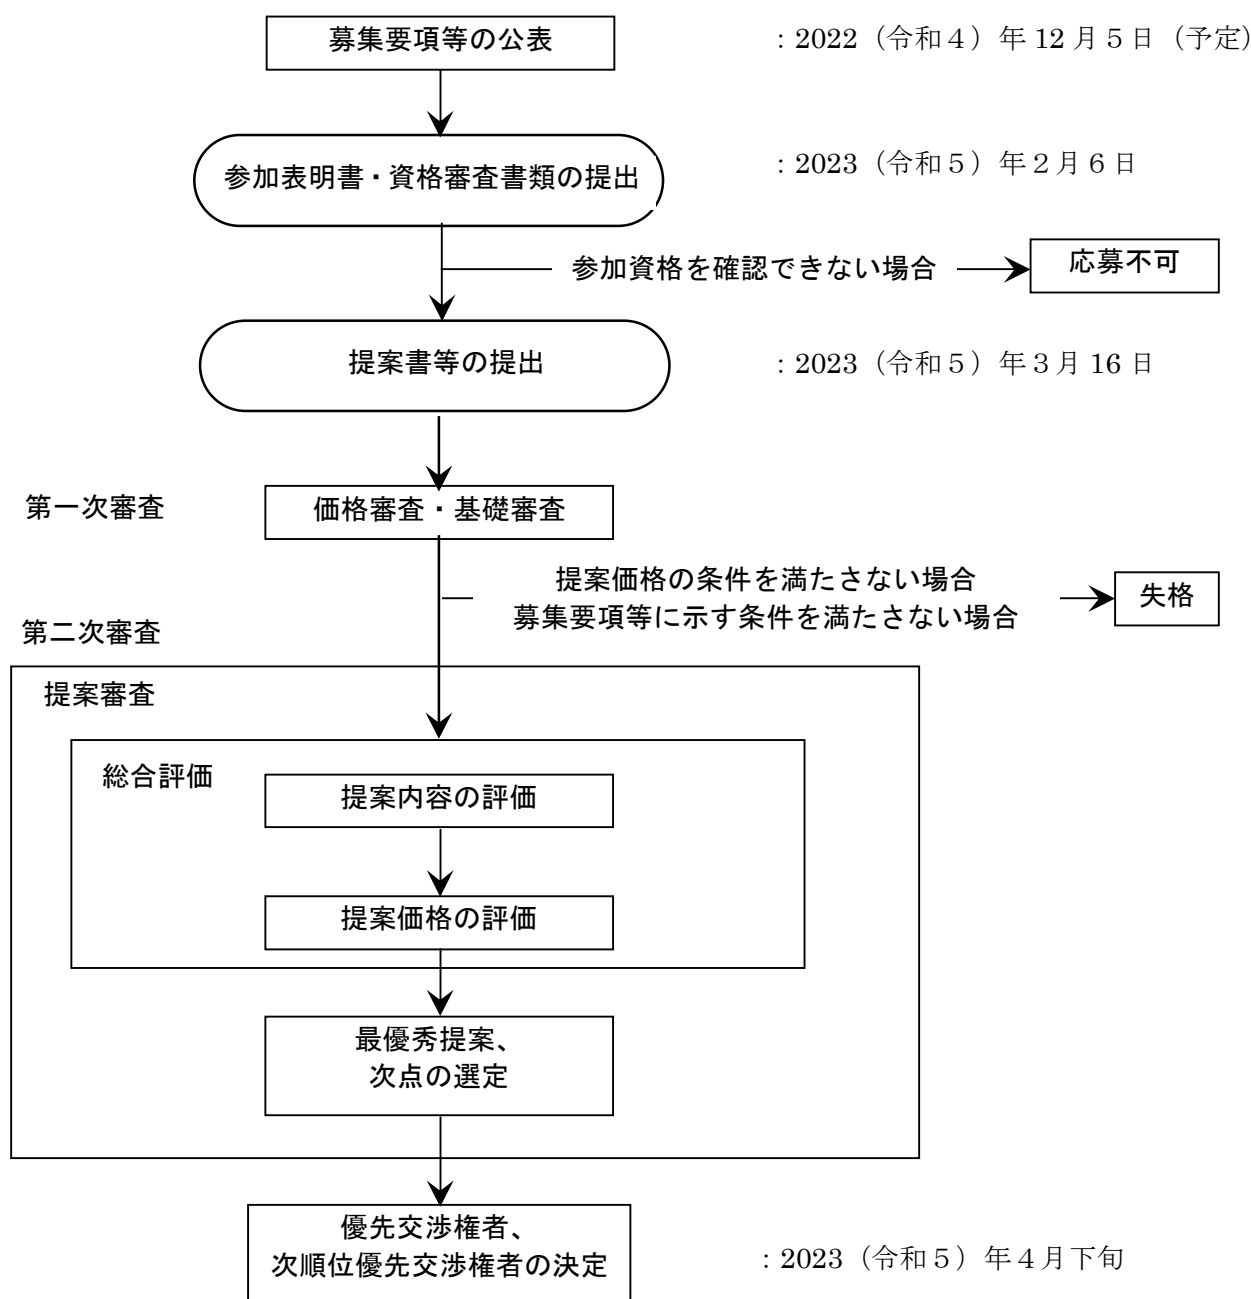 募集要項等の公表
：2022（令和４）年 12 月５日（予定）
参加表明書・資格審査書類の提出
：2023（令和５）年２月６日
参加資格を確認できない場合
応募不可
提案書等の提出
：2023（令和５）年３月 16 日
第一次審査
価格審査・基礎審査
提案価格の条件を満たさない場合
募集要項等に示す条件を満たさない場合
失格
第二次審査
提案審査
総合評価
提案内容の評価
提案価格の評価
最優秀提案、
次点の選定
優先交渉権者、
次順位優先交渉権者の決定
：2023（令和５）年４月下旬